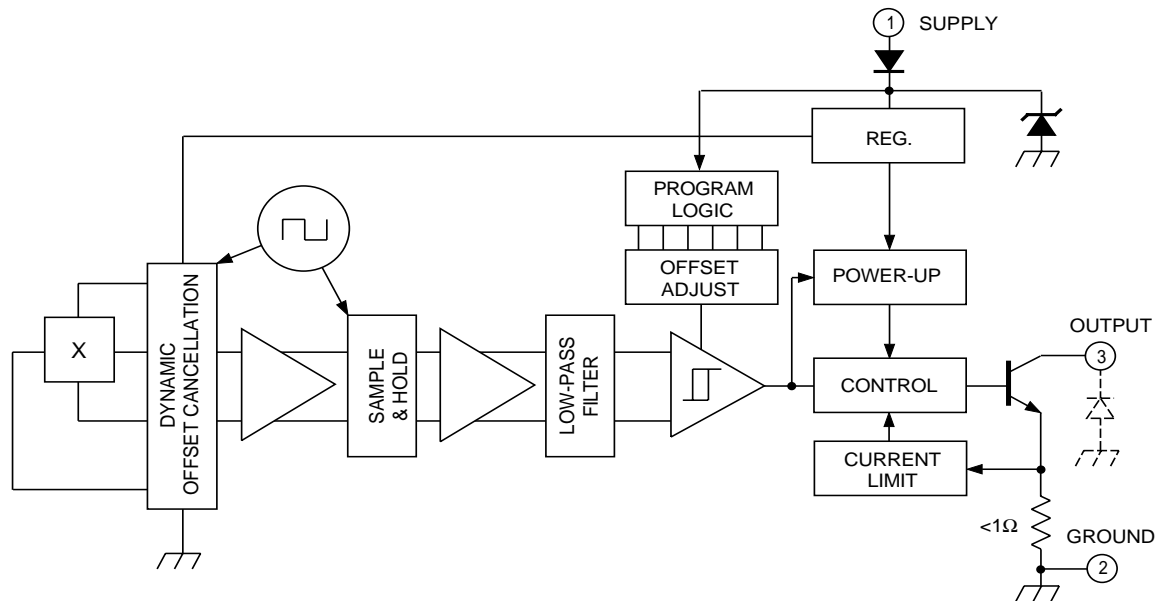 1 SUPPLY
REG.
PROGRAM
LOGIC
OFFSET
ADJUST
POWER-UP
X
DYNAMIC
OFFSET CANCELLATION
SAMPLE
& HOLD
LOW-PASS
FILTER
CONTROL
OUTPUT
3
CURRENT
LIMIT
<1Ω
GROUND
2